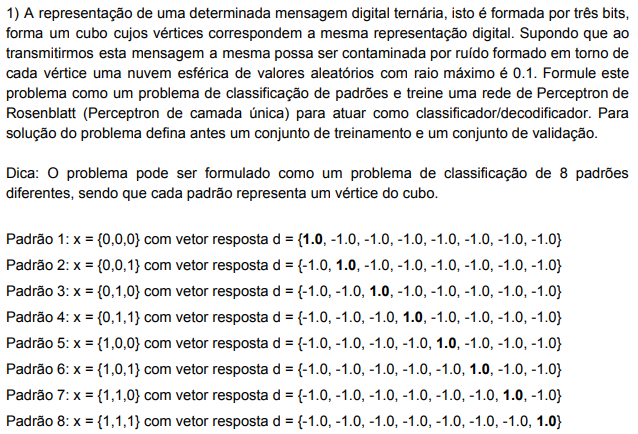 1) A representação de uma determinada mensagem digital ternária, isto é formada por três bits,
forma um cubo cujos vértices correspondem a mesma representação digital. Supondo que ao
transmitirmos esta mensagem a mesma possa ser contaminada por ruído formado em torno de
cada vértice uma nuvem esférica de valores aleatórios com raio máximo é 0.1. Formule este
problema como um problema de classificação de padrões e treine uma rede de Perceptron de
Rosenblatt (Perceptron de camada única) para atuar como classificador/decodificador. Para
solução do problema defina antes um conjunto de treinamento e um conjunto de validação.
Dica: O problema pode ser formulado como um problema de classificação de 8 padrões
diferentes, sendo que cada padrão representa um vértice do cubo.
Padrão 1: x = {0,0,0} com vetor resposta d = {1.0, -1.0, -1.0, -1.0, -1.0, -1.0, -1.0, -1.0}
Padrão 2: x = {0,0,1} com vetor resposta d = {-1.0, 1.0, -1.0, -1.0, -1.0, -1.0, -1.0, -1.0}
Padrão 3: x = {0,1,0} com vetor resposta d = {-1.0, -1.0, 1.0, -1.0, -1.0, -1.0, -1.0, -1.0}
Padrão 4: x = {0,1,1} com vetor resposta d = {-1.0, -1.0, -1.0, 1.0, -1.0, -1.0, -1.0, -1.0}
Padrão 5: x = {1,0,0} com vetor resposta d = {-1.0, -1.0, -1.0, -1.0, 1.0, -1.0, -1.0, -1.0}
Padrão 6: x = {1,0,1} com vetor resposta d = {-1.0, -1.0, -1.0, -1.0, -1.0, 1.0, -1.0, -1.0}
Padrão 7: x = {1,1,0} com vetor resposta d = {-1.0, -1.0, -1.0, -1.0, -1.0, -1.0, 1.0, -1.0}
Padrão 8: x = {1,1,1} com vetor resposta d = {-1.0, -1.0, -1.0, -1.0, -1.0, -1.0, -1.0, 1.0}